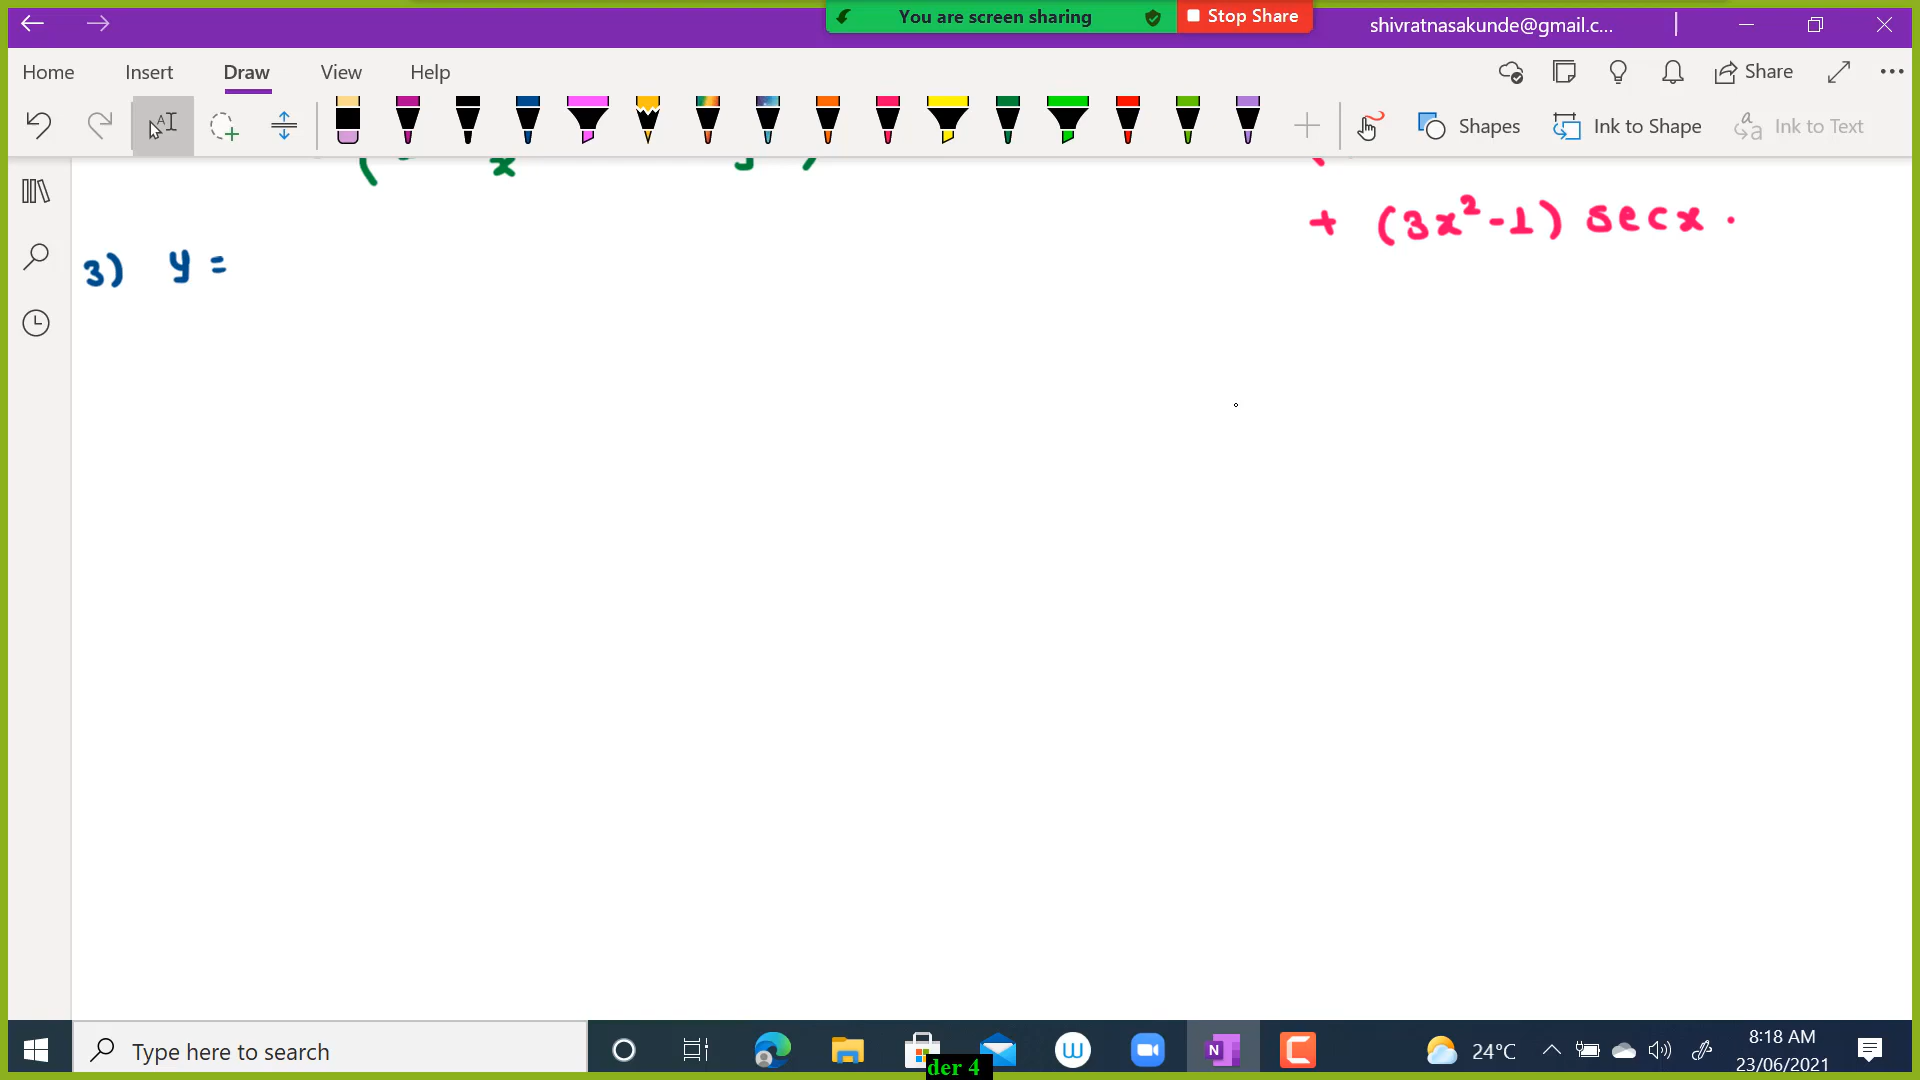 You are screen sharing
Stop Share
shivratnasakunde@gmail.c...
Home Insert Draw View Help
Share
Shapes
Ink to Shape
Ink to Text
+ (3x²-1) secx .
3) y =
Type here to search
der 4
24°C
8:18 AM
23/06/2021